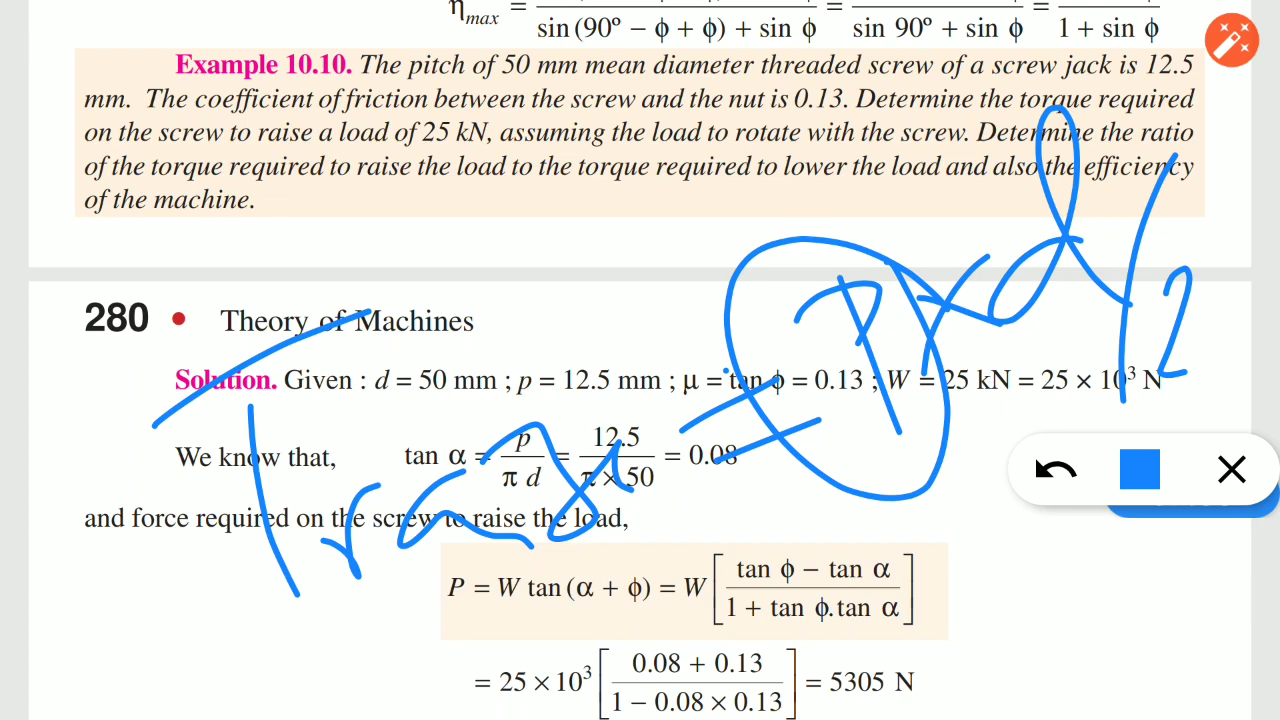 η_max = = =
sin (90º − ϕ + ϕ) + sin ϕ sin 90º + sin ϕ 1 + sin ϕ
Example 10.10. The pitch of 50 mm mean diameter threaded screw of a screw jack is 12.5
mm. The coefficient of friction between the screw and the nut is 0.13. Determine the torque required
on the screw to raise a load of 25 kN, assuming the load to rotate with the screw. Determine the ratio
of the torque required to raise the load to the torque required to lower the load and also the efficiency
of the machine.
280 • Theory of Machines
Solution. Given : d = 50 mm ; p = 12.5 mm ; μ = tan ϕ = 0.13 ; W = 25 kN = 25 × 10³ N
We know that, tan α = p / π d = 12.5 / π × 50 = 0.08
and force required on the screw to raise the load,
P = W tan (α + ϕ) = W [ tan ϕ − tan α / 1 + tan ϕ. tan α ]
= 25 × 10³ [ 0.08 + 0.13 / 1 − 0.08 × 0.13 ] = 5305 N